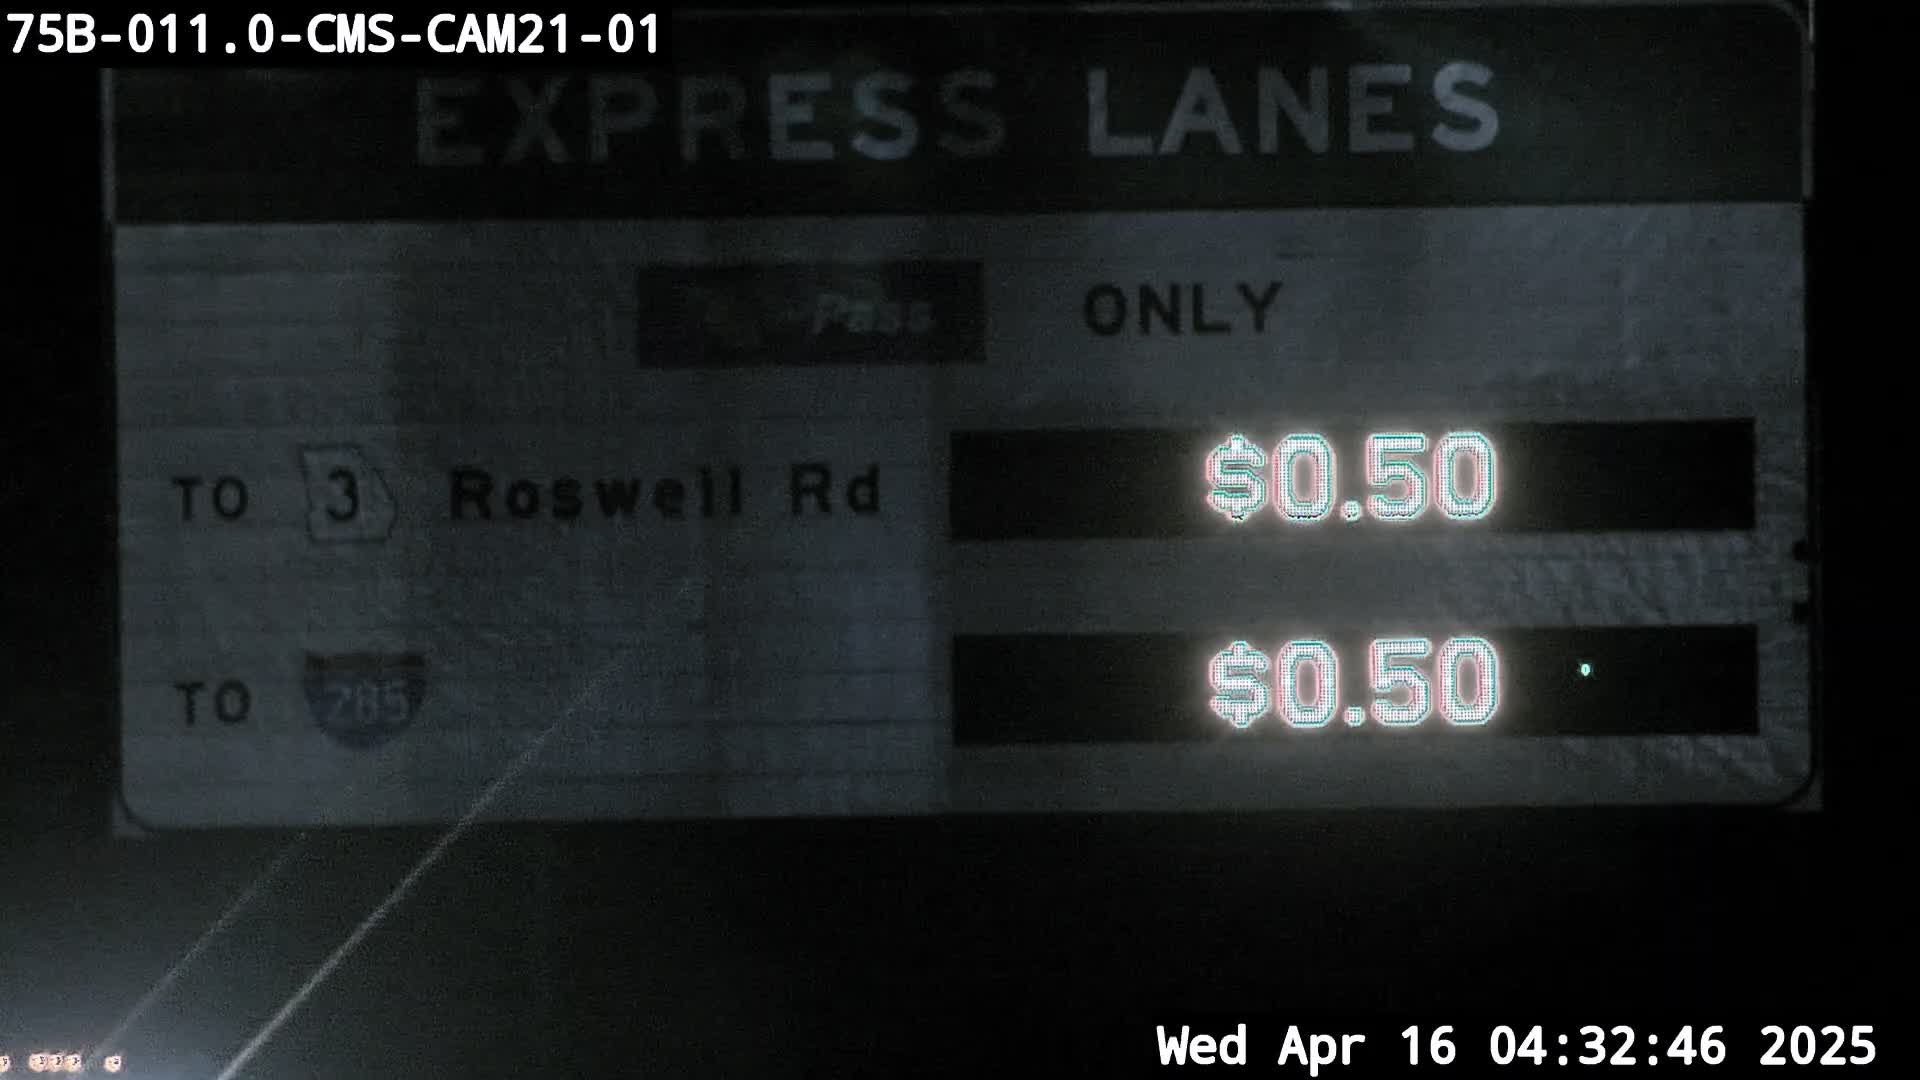 75B-011.0-CMS-CAM21-01
EXPRESS LANES
Pass ONLY
TO 3 Roswell Rd $0.50
TO 285 $0.50
Wed Apr 16 04:32:46 2025